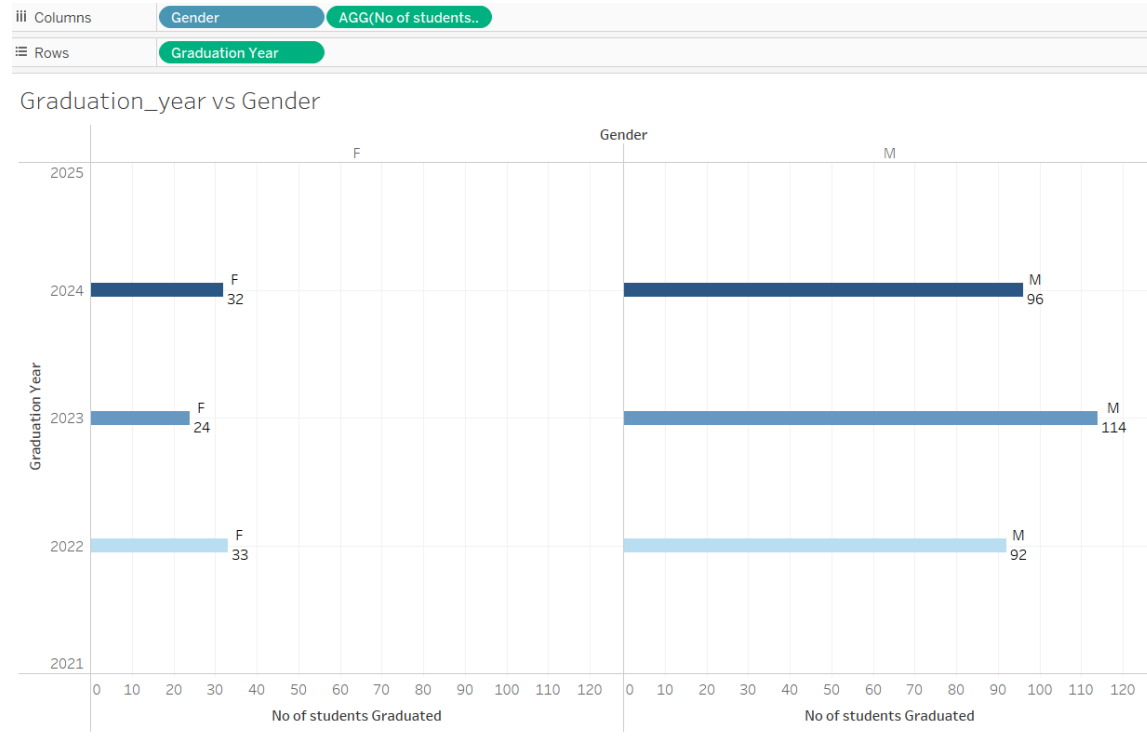 Columns Gender AGG(No of students..
Rows Graduation Year
Graduation_year vs Gender
Gender
F M
2025
F M
2024
32 96
F M
2023
24 114
F M
2022
33 92
2021
Graduation Year
0 10 20 30 40 50 60 70 80 90 100 110 120 0 10 20 30 40 50 60 70 80 90 100 110 120
No of students Graduated No of students Graduated